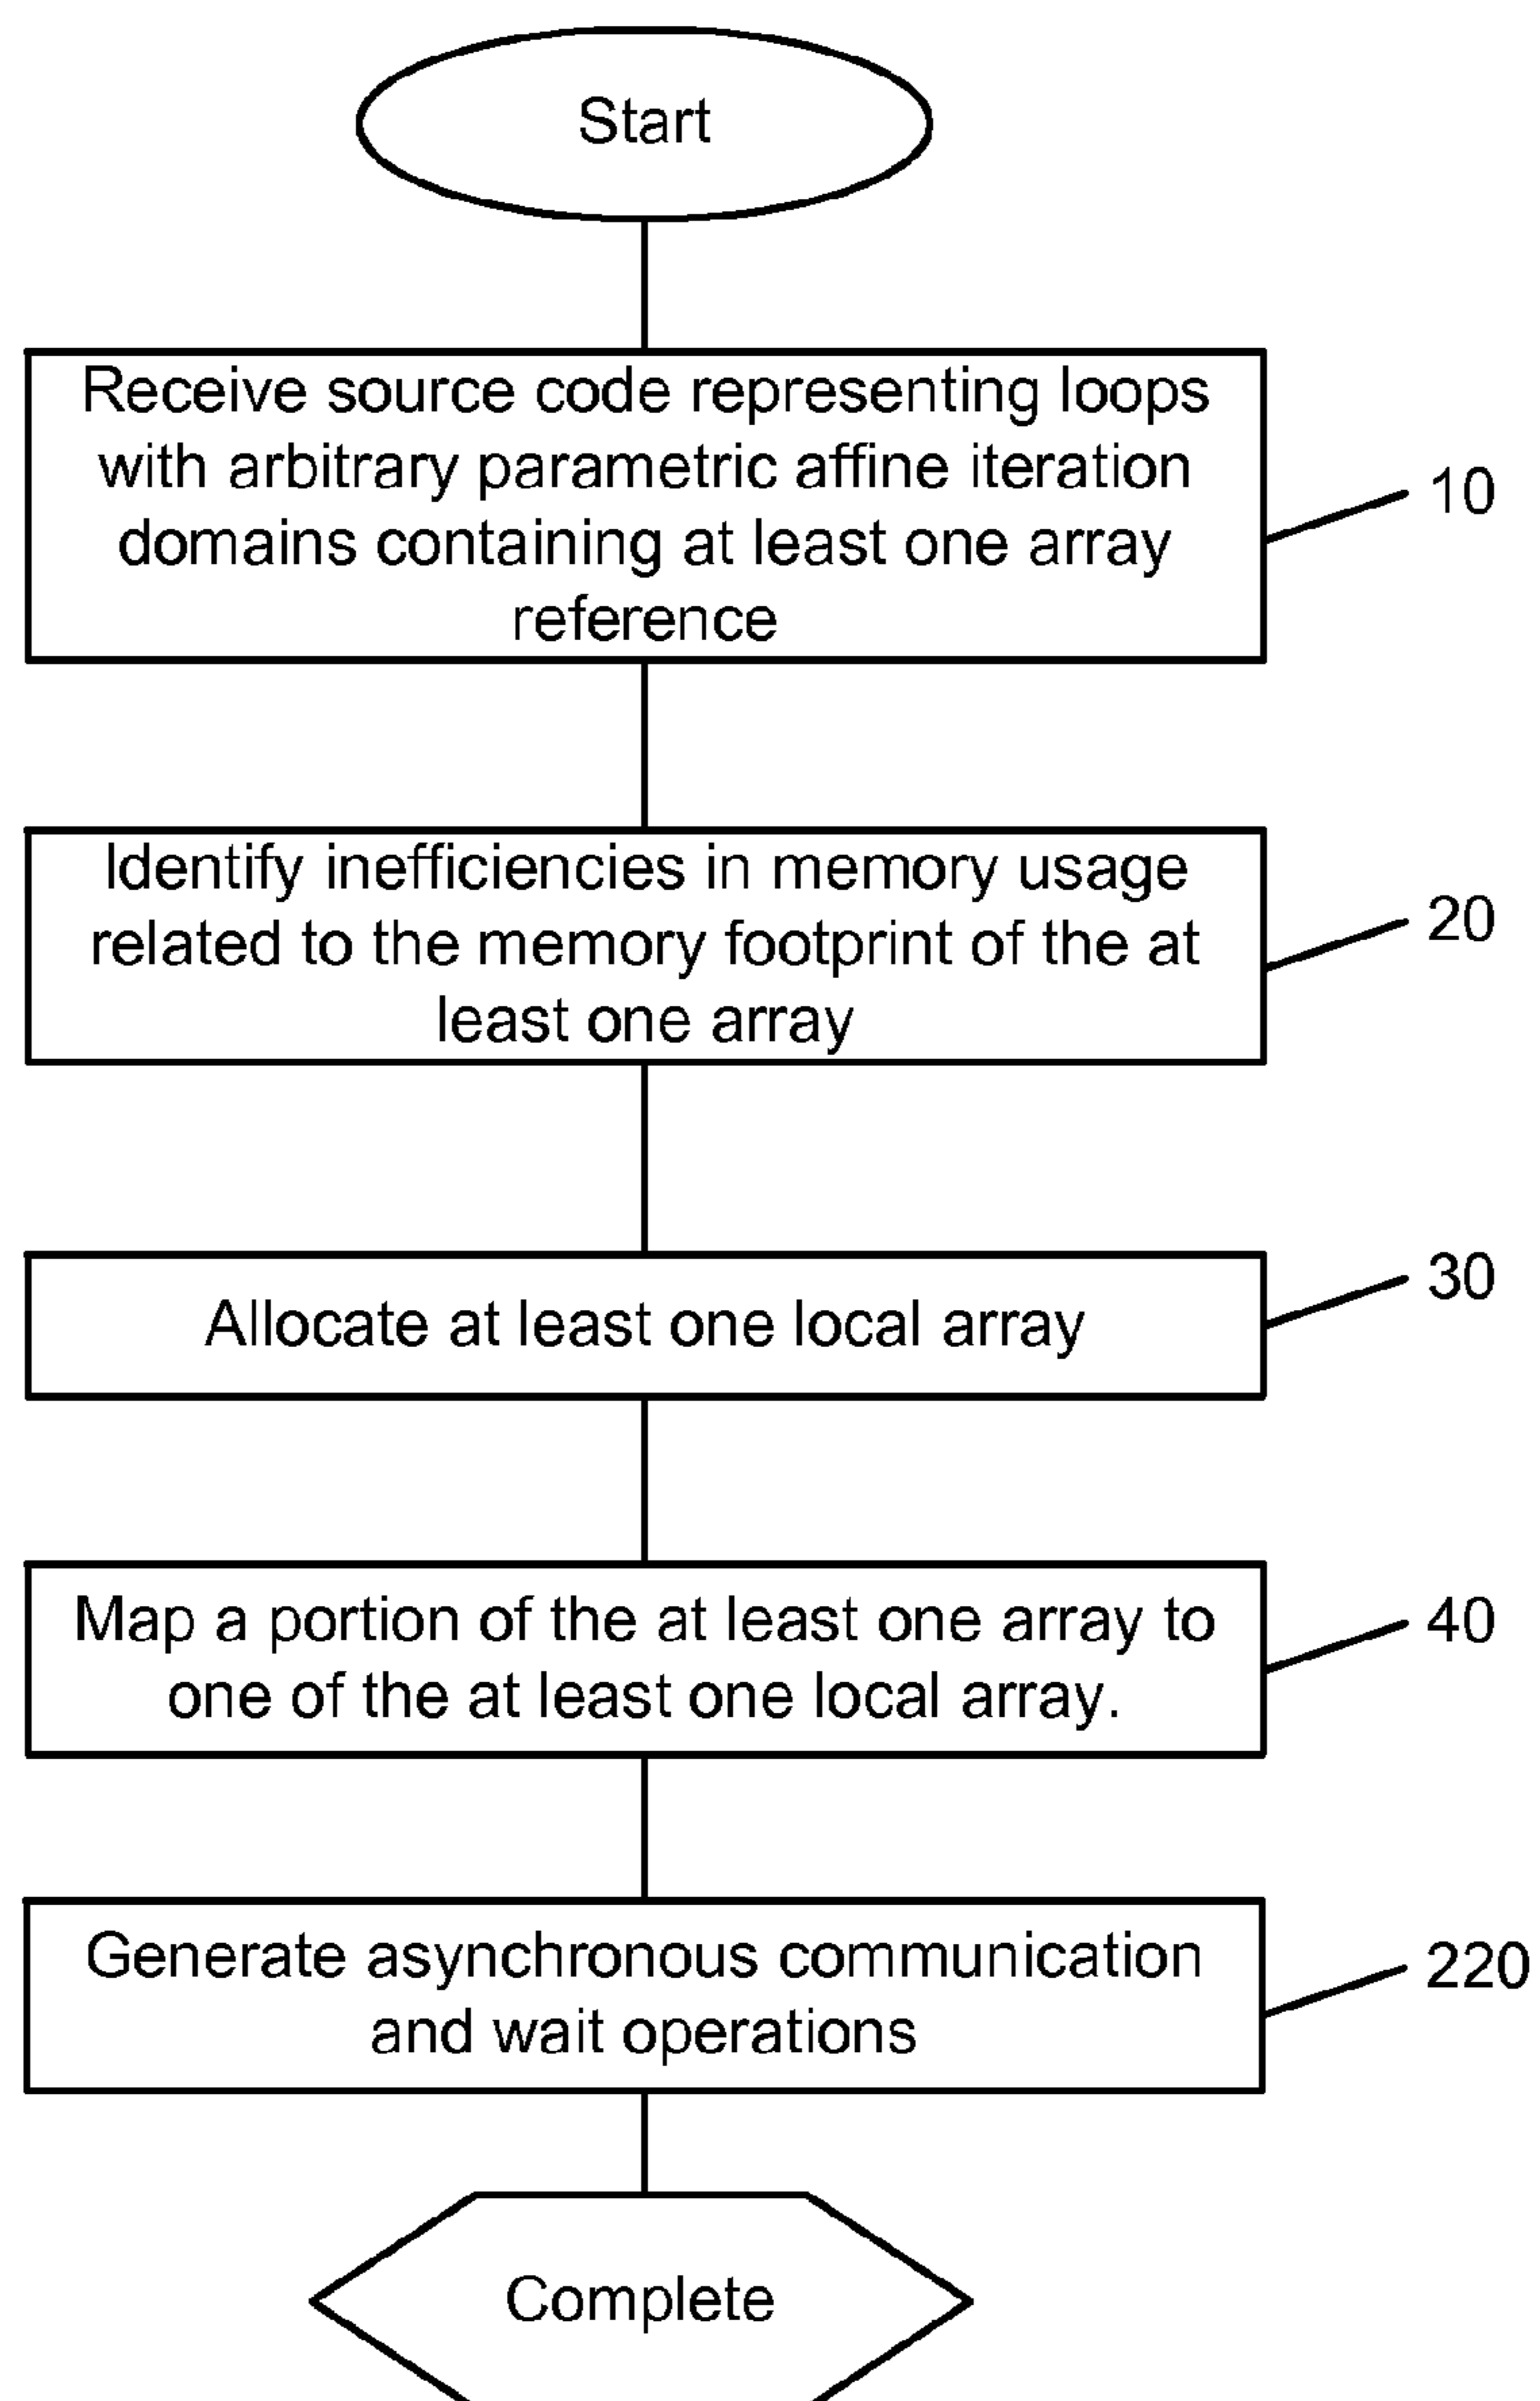 Start
Receive source code representing loops
with arbitrary parametric affine iteration
domains containing at least one array
reference
10
Identify inefficiencies in memory usage
related to the memory footprint of the at
least one array
20
Allocate at least one local array
30
Map a portion of the at least one array to
one of the at least one local array.
40
Generate asynchronous communication
and wait operations
220
Complete